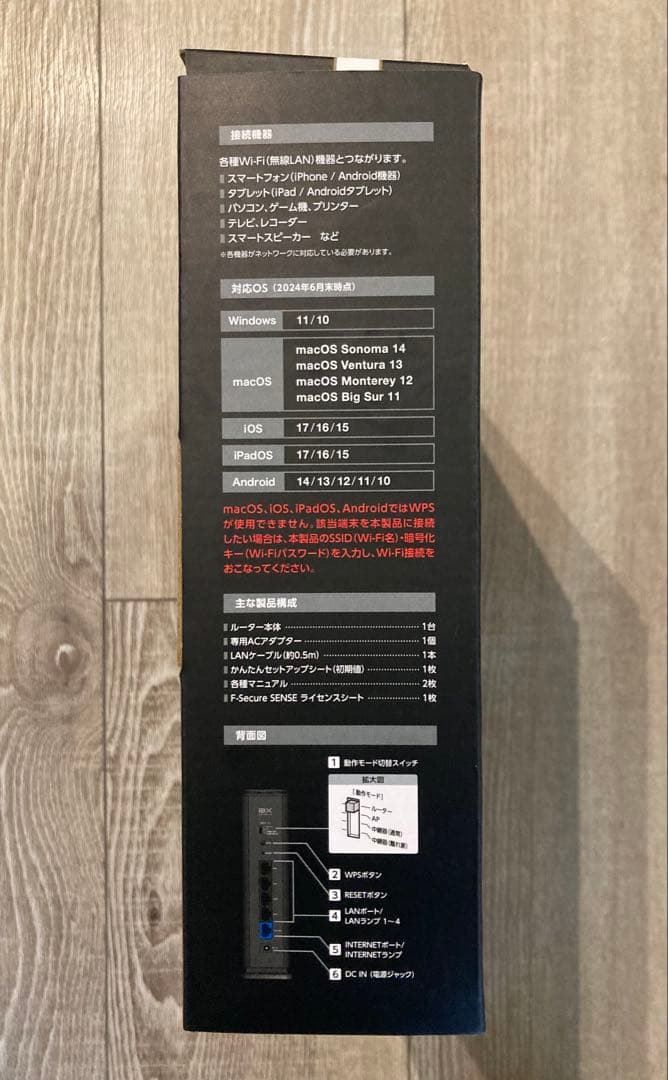 接続機器
各種Wi-Fi(無線LAN)機器とつながります。
スマートフォン(iPhone / Android機器)
タブレット(iPad / Androidタブレット)
パソコン、ゲーム機、プリンター
テレビ、レコーダー
スマートスピーカー など
※各機器がネットワークに対応している必要があります。
対応OS (2024年6月末時点)
Windows 11/10
macOS macOS Sonoma 14
macOS Ventura 13
macOS Monterey 12
macOS Big Sur 11
iOS 17/16/15
iPadOS 17/16/15
Android 14/13/12/11/10
macOS、iOS、iPadOS、AndroidではWPS
が使用できません。該当端末を本製品に接続
したい場合は、本製品のSSID(Wi-Fi名)・暗号化
キー(Wi-Fiパスワード)を入力し、Wi-Fi接続を
おこなってください。
主な製品構成
ルーター本体 1台
専用ACアダプター 1個
LANケーブル(約0.5m) 1本
かんたんセットアップシート(初期値) 1枚
各種マニュアル 2枚
F-Secure SENSE ライセンスシート 1枚
背面図
1 動作モード切替スイッチ
拡大図
[動作モード]
ルーター
AP
中継器(通常)
中継器(離れ家)
2 WPSボタン
3 RESETボタン
4 LANポート/
LANランプ 1〜4
5 INTERNETポート/
INTERNETランプ
6 DC IN (電源ジャック)